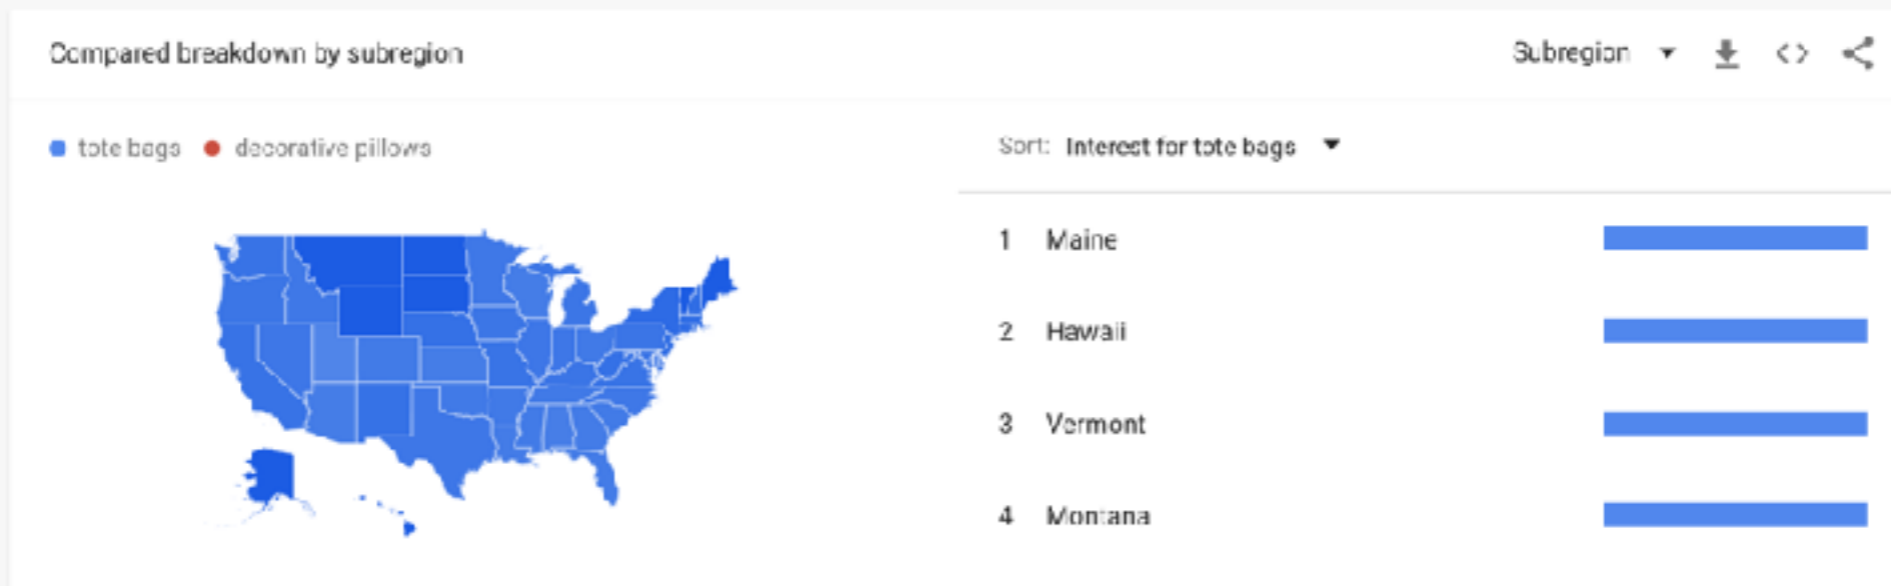 Compared breakdown by subregion
Subregion
tote bags decorative pillows
Sort: Interest for tote bags
1 Maine
2 Hawaii
3 Vermont
4 Montana